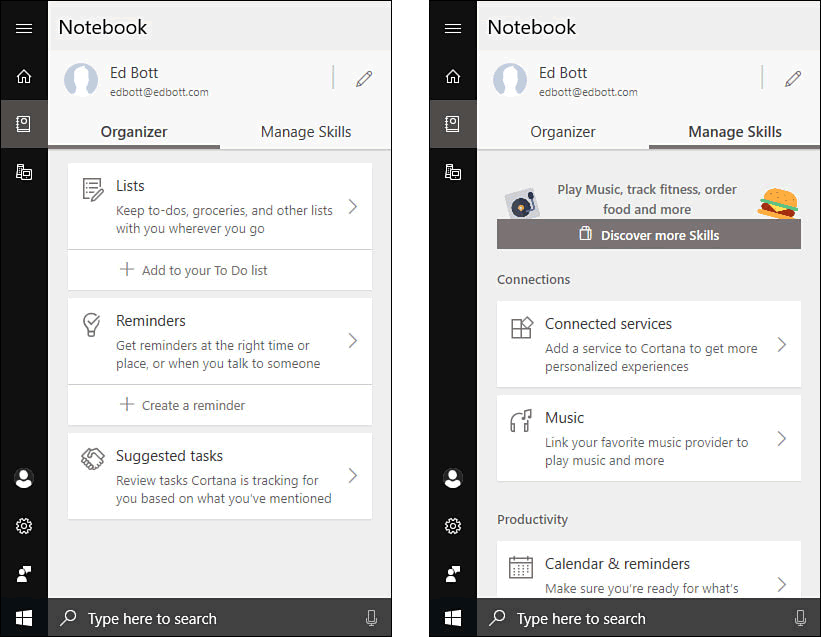 Notebook
Ed Bott
edbott@edbott.com
Organizer
Manage Skills
Lists
Keep to-dos, groceries, and other lists
with you wherever you go
Add to your To Do list
Reminders
Get reminders at the right time or
place, or when you talk to someone
Create a reminder
Suggested tasks
Review tasks Cortana is tracking for
you based on what you've mentioned
Type here to search
Notebook
Ed Bott
edbott@edbott.com
Organizer
Manage Skills
Play Music, track fitness, order
food and more
Discover more Skills
Connections
Connected services
Add a service to Cortana to get more
personalized experiences
Music
Link your favorite music provider to
play music and more
Productivity
Calendar & reminders
Make sure you're ready for what's
Type here to search